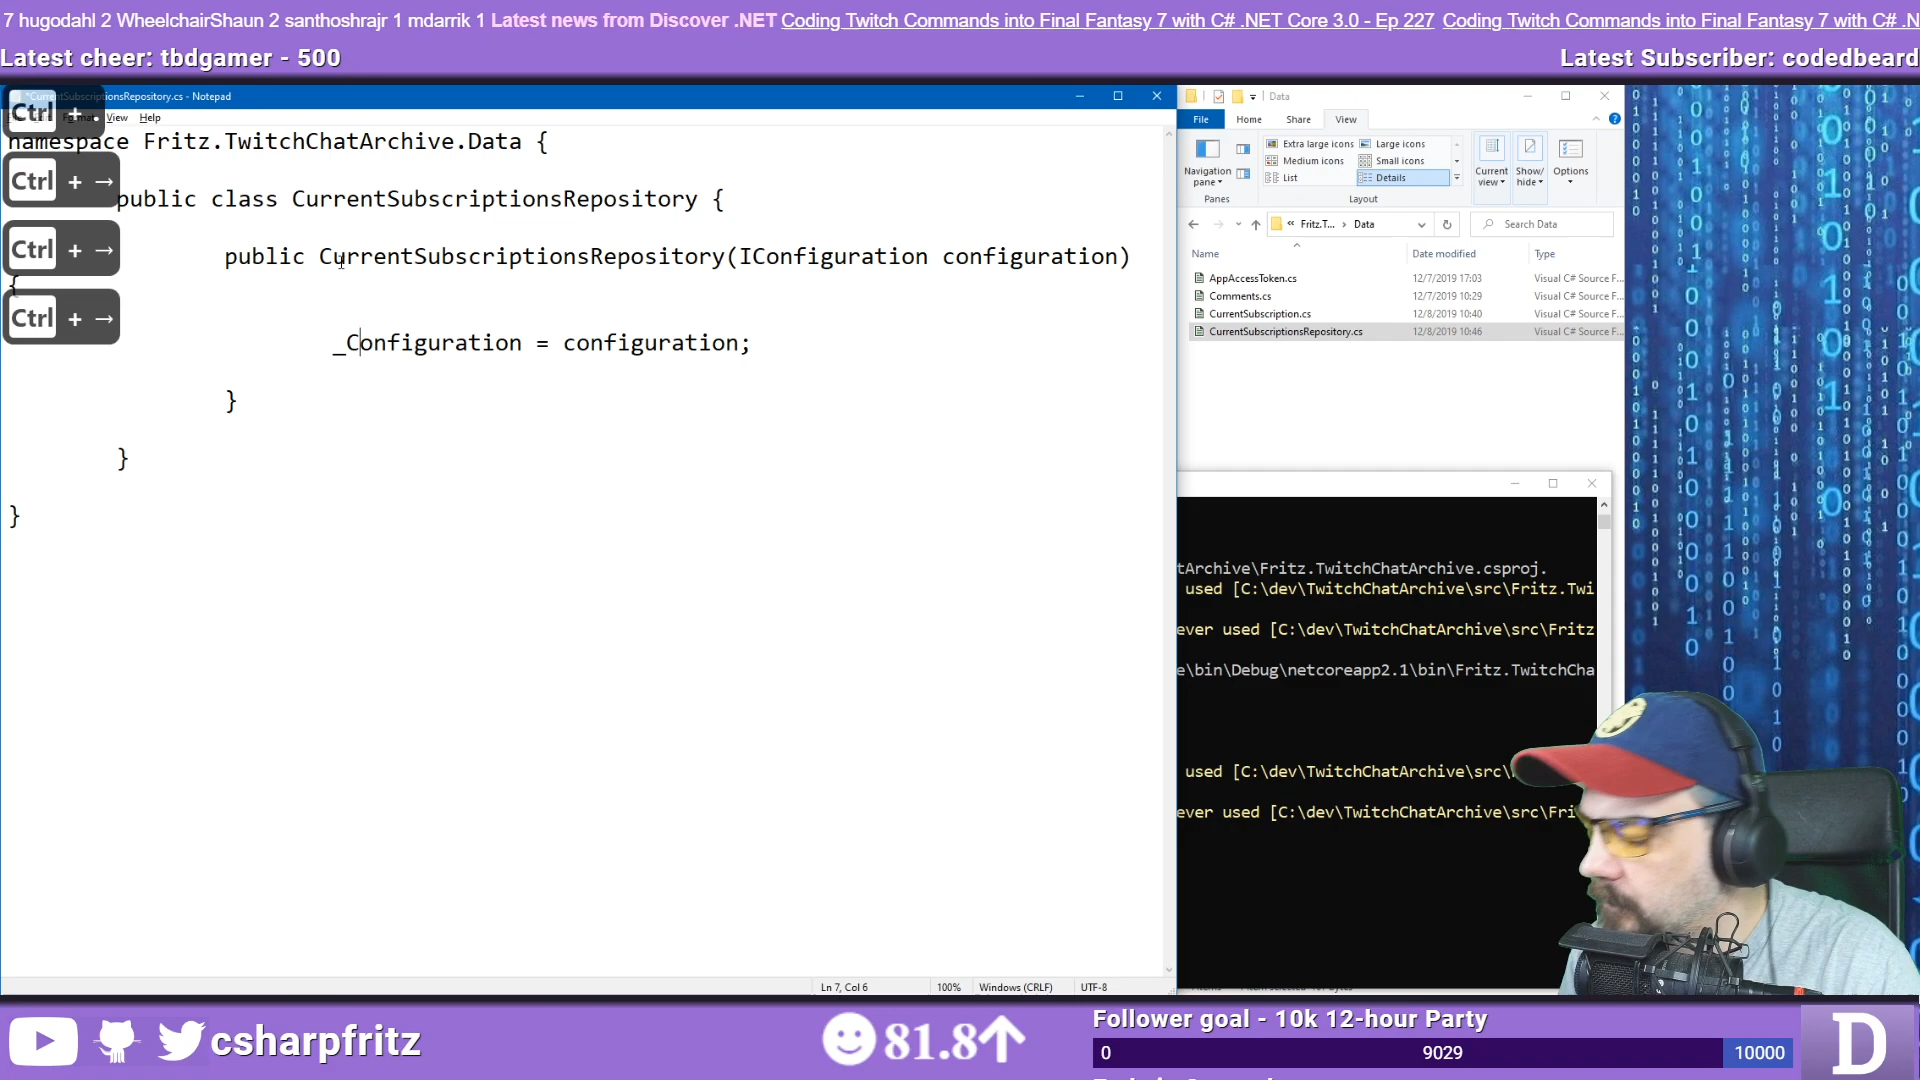 7 hugodahl 2 WheelchairShaun 2 santhoshrajr 1 mdarrik 1 Latest news from Discover .NET Coding Twitch Commands into Final Fantasy 7 with C# .NET Core 3.0 - Ep 227 Coding Twitch Commands into Final Fantasy 7 with C# .N
Latest cheer: tbdgamer - 500
Latest Subscriber: codedbeard
*CurrentSubscriptionsRepository.cs - Notepad
View Help
Ctrl + .
Ctrl + →
Ctrl + →
Ctrl + →
namespace Fritz.TwitchChatArchive.Data {
public class CurrentSubscriptionsRepository {
public CurrentSubscriptionsRepository(IConfiguration configuration)
{
_Configuration = configuration;
}
}
}
Ln 7, Col 6
100%
Windows (CRLF)
UTF-8
Data
File Home Share View
Navigation pane
Panes
Extra large icons
Large icons
Medium icons
Small icons
List
Details
Layout
Current view
Show/ hide
Options
« Fritz.T... › Data
Search Data
Name
Date modified
Type
AppAccessToken.cs 12/7/2019 17:03 Visual C# Source F...
Comments.cs 12/7/2019 10:29 Visual C# Source F...
CurrentSubscription.cs 12/8/2019 10:40 Visual C# Source F...
CurrentSubscriptionsRepository.cs 12/8/2019 10:46 Visual C# Source F...
tArchive\Fritz.TwitchChatArchive.csproj.
used [C:\dev\TwitchChatArchive\src\Fritz.Twi
ever used [C:\dev\TwitchChatArchive\src\Fritz
e\bin\Debug\netcoreapp2.1\bin\Fritz.TwitchCha
used [C:\dev\TwitchChatArchive\src\
ever used [C:\dev\TwitchChatArchive\src\Fri
csharpfritz
81.8
Follower goal - 10k 12-hour Party
0
9029
10000
D